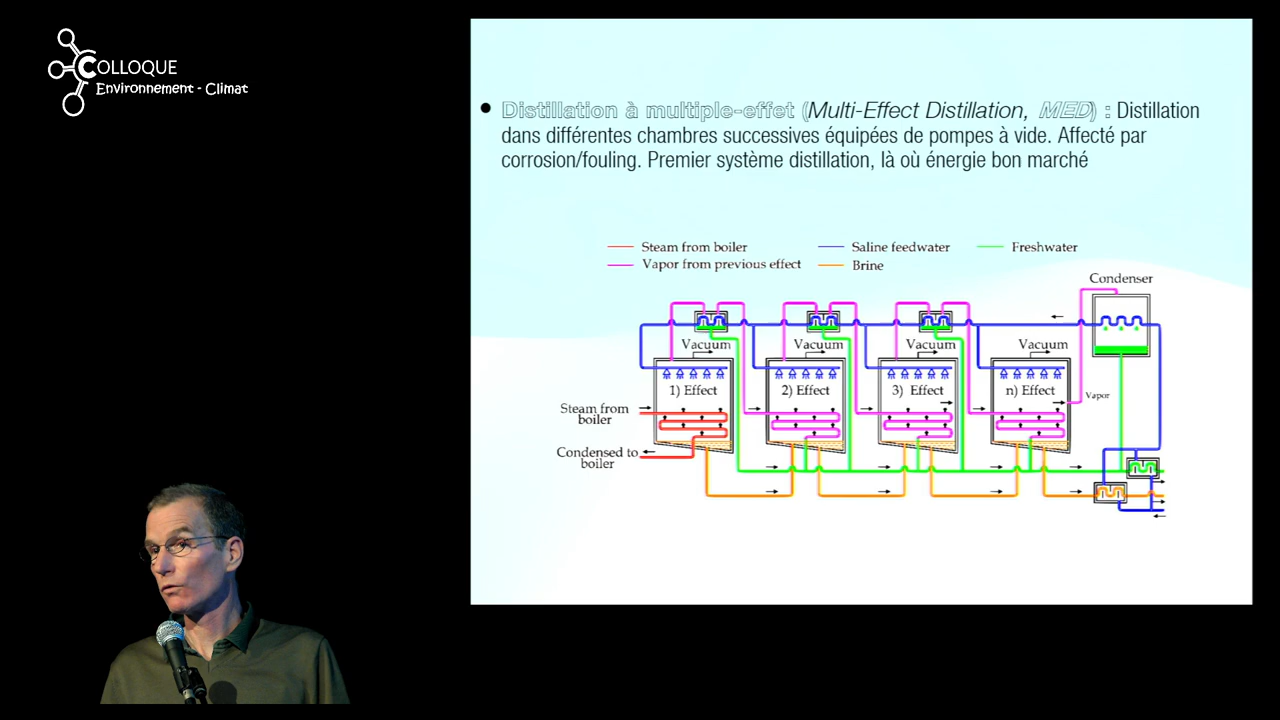 COLLOQUE
Environnement - Climat
• Distillation à multiple-effet (Multi-Effect Distillation, MED) : Distillation
dans différentes chambres successives équipées de pompes à vide. Affecté par
corrosion/fouling. Premier système distillation, là où énergie bon marché
Steam from boiler
Saline feedwater
Freshwater
Vapor from previous effect
Brine
Condenser
Vacuum
Vacuum
Vacuum
Vacuum
1) Effect
2) Effect
3) Effect
n) Effect
Vapor
Steam from
boiler
Condensed to
boiler